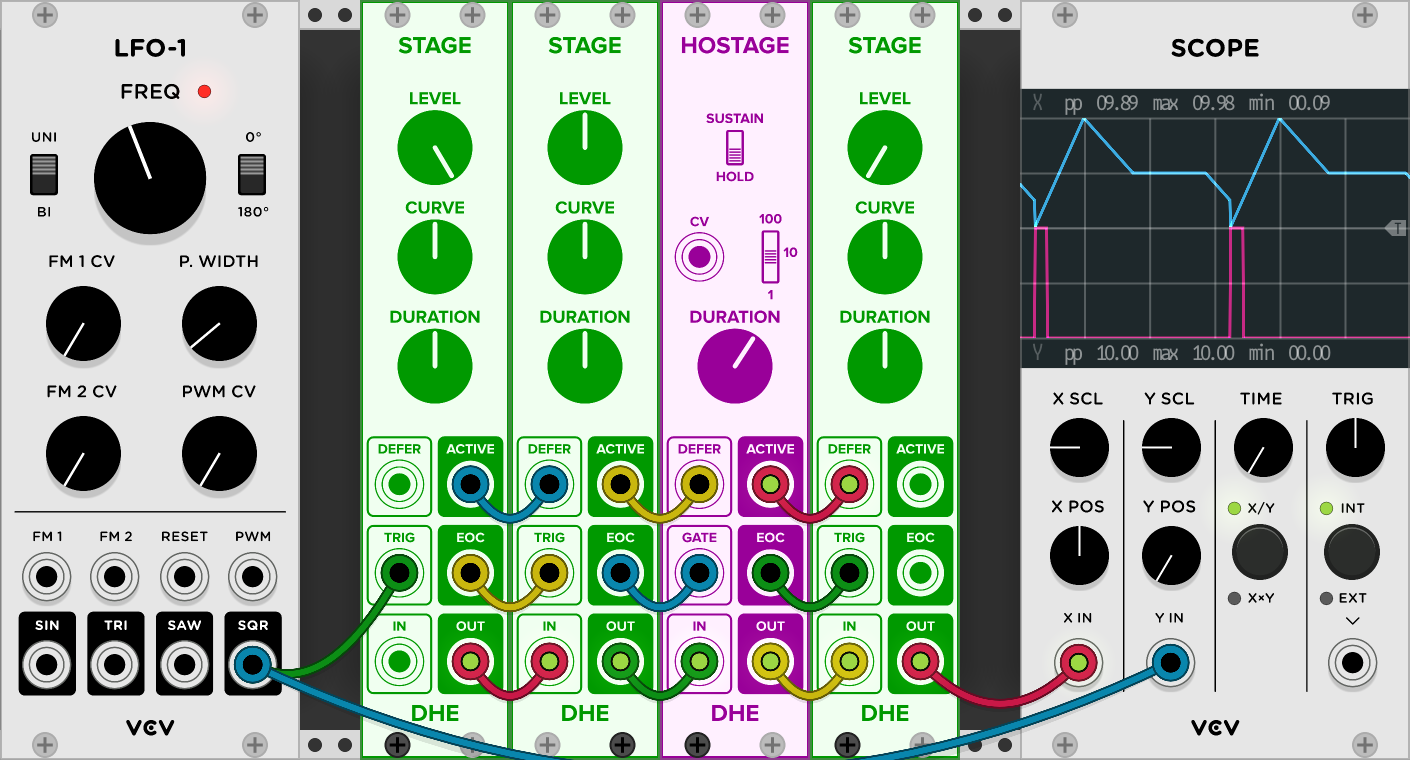 LFO-1
FREQ
UNI
0°
BI
180°
FM 1 CV
P. WIDTH
FM 2 CV
PWM CV
FM 1
FM 2
RESET
PWM
SIN
TRI
SAW
SQR
VCV
STAGE
LEVEL
CURVE
DURATION
DEFER
ACTIVE
TRIG
EOC
IN
OUT
DHE
STAGE
LEVEL
CURVE
DURATION
DEFER
ACTIVE
TRIG
EOC
IN
OUT
DHE
HOSTAGE
SUSTAIN
HOLD
CV
100
10
1
DURATION
DEFER
ACTIVE
GATE
EOC
IN
OUT
DHE
STAGE
LEVEL
CURVE
DURATION
DEFER
ACTIVE
TRIG
EOC
IN
OUT
DHE
SCOPE
X pp 09.89 max 09.98 min 00.09
T
Y pp 10.00 max 10.00 min 00.00
X SCL
Y SCL
TIME
TRIG
X POS
Y POS
X/Y
INT
X×Y
EXT
X IN
Y IN
VCV